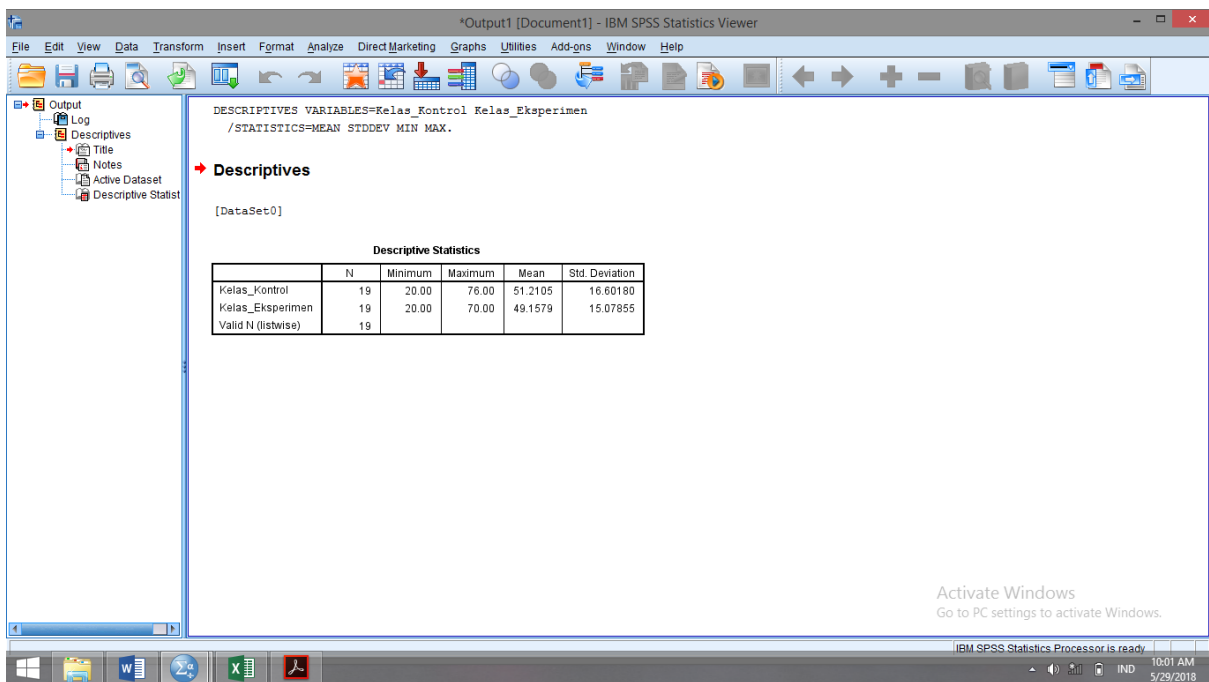 *Output1 [Document1] - IBM SPSS Statistics Viewer
File Edit View Data Transform Insert Format Analyze Direct Marketing Graphs Utilities Add-ons Window Help
Output
Log
Descriptives
Title
Notes
Active Dataset
Descriptive Statist
DESCRIPTIVES VARIABLES=Kelas_Kontrol Kelas_Eksperimen
/STATISTICS=MEAN STDDEV MIN MAX.
Descriptives
[DataSet0]
Descriptive Statistics
N Minimum Maximum Mean Std. Deviation
Kelas_Kontrol 19 20.00 76.00 51.2105 16.60180
Kelas_Eksperimen 19 20.00 70.00 49.1579 15.07855
Valid N (listwise) 19
Activate Windows
Go to PC settings to activate Windows.
IBM SPSS Statistics Processor is ready
IND 10:01 AM
5/29/2018